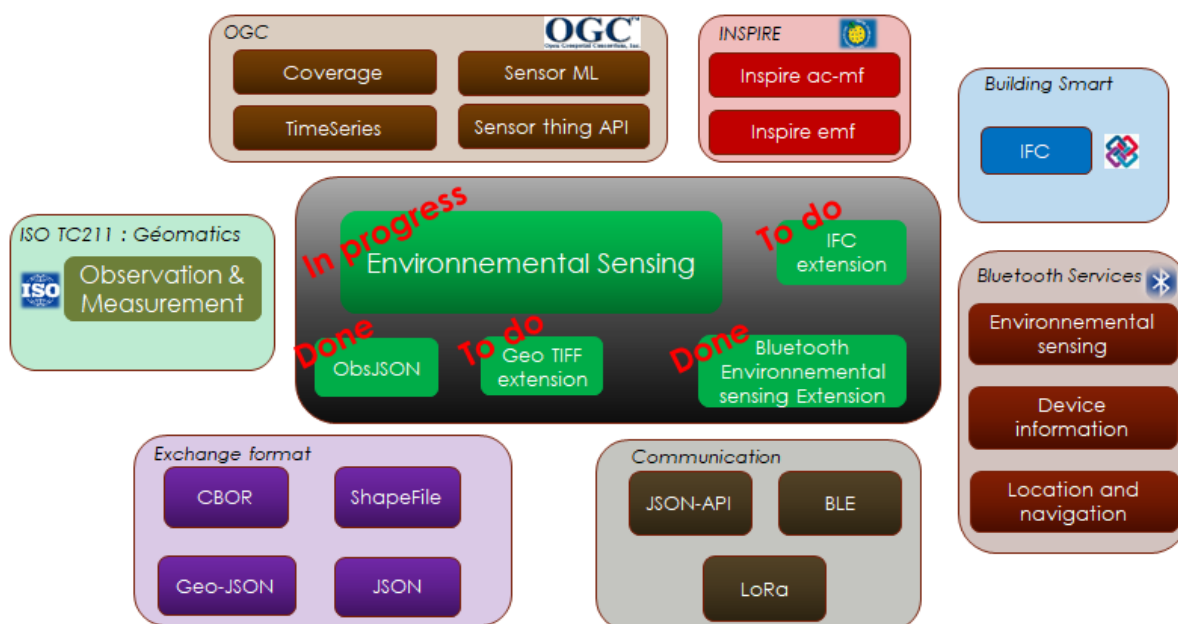 OGC
OGC
Open Geospatial Consortium, Inc.
Coverage
Sensor ML
TimeSeries
Sensor thing API
INSPIRE
Inspire ac-mf
Inspire emf
Building Smart
IFC
ISO TC211 : Géomatics
ISO
Observation &
Measurement
In progress
Environnemental Sensing
To do
IFC
extension
Done
ObsJSON
To do
Geo TIFF
extension
Done
Bluetooth
Environnemental
sensing Extension
Bluetooth Services
Environnemental
sensing
Device
information
Location and
navigation
Exchange format
CBOR
ShapeFile
Geo-JSON
JSON
Communication
JSON-API
BLE
LoRa